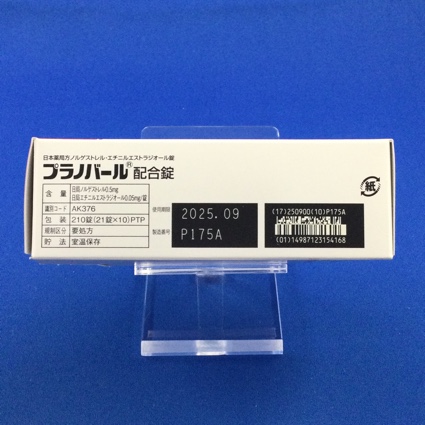 日本薬局方ノルゲストレル・エチニルエストラジオール錠
プラノバール®配合錠
含量 日局ノルゲストレル0.5mg
日局エチニルエストラジオール0.05mg/錠
識別コード AK376
包装 210錠(21錠×10)PTP
規制区分 要処方
貯法 室温保存
使用期限 2025.09
製造番号 P175A
(17)250900(10)P175A
(01)14987123154168
紙